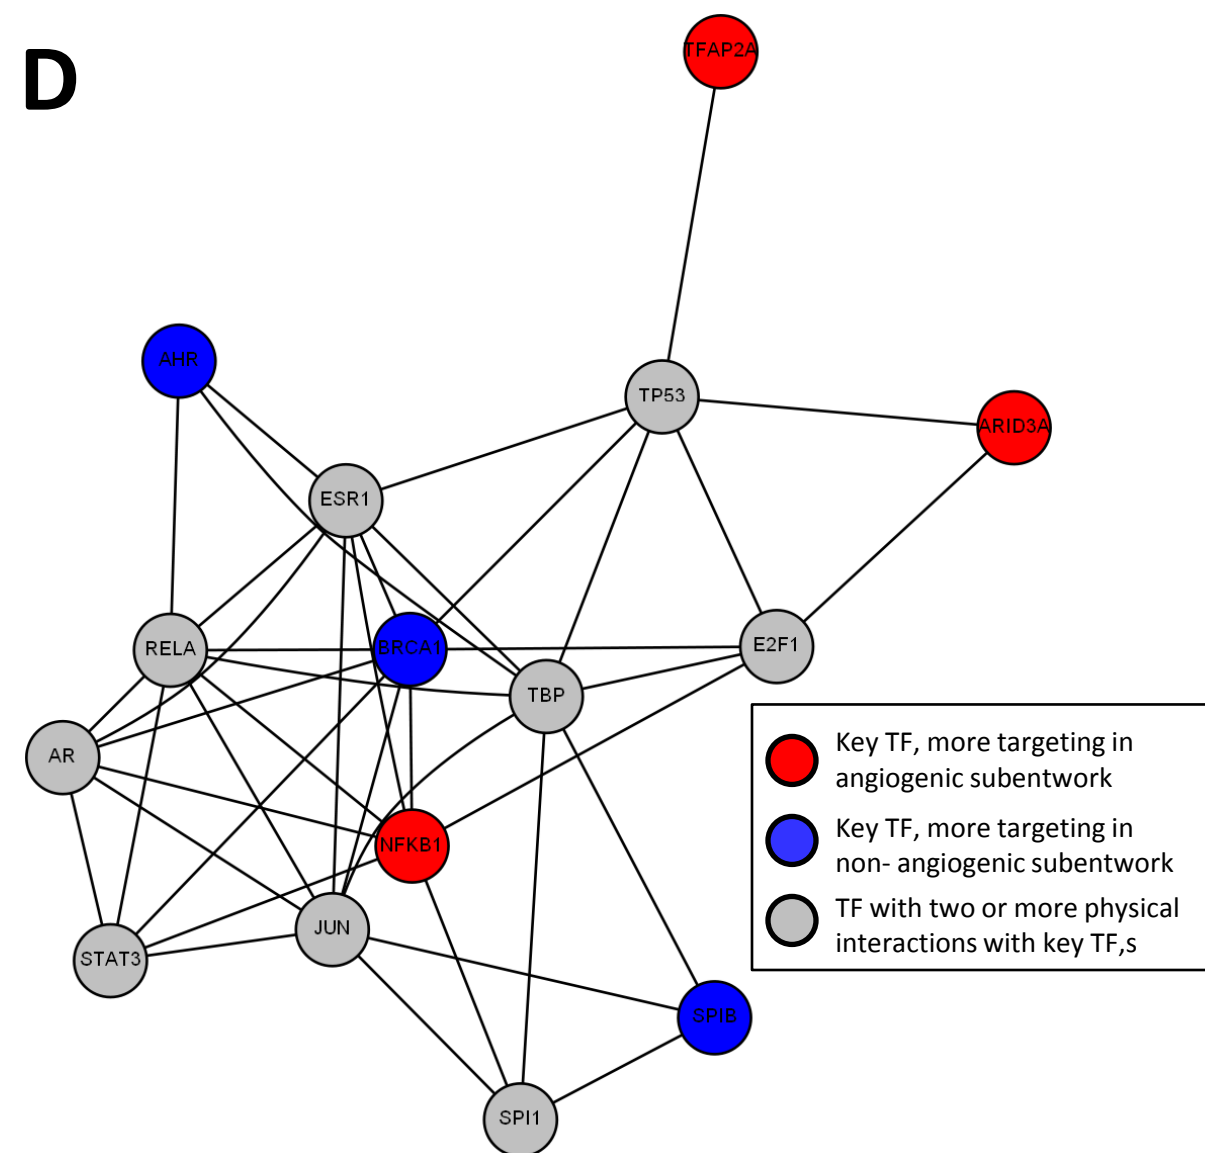 D
TFAP2A
AHR
TP53
ARID3A
ESR1
RELA
BRCA1
E2F1
TBP
AR
NFKB1
JUN
STAT3
SPIB
SPI1
Key TF, more targeting in
angiogenic subentwork
Key TF, more targeting in
non- angiogenic subentwork
TF with two or more physical
interactions with key TF,s